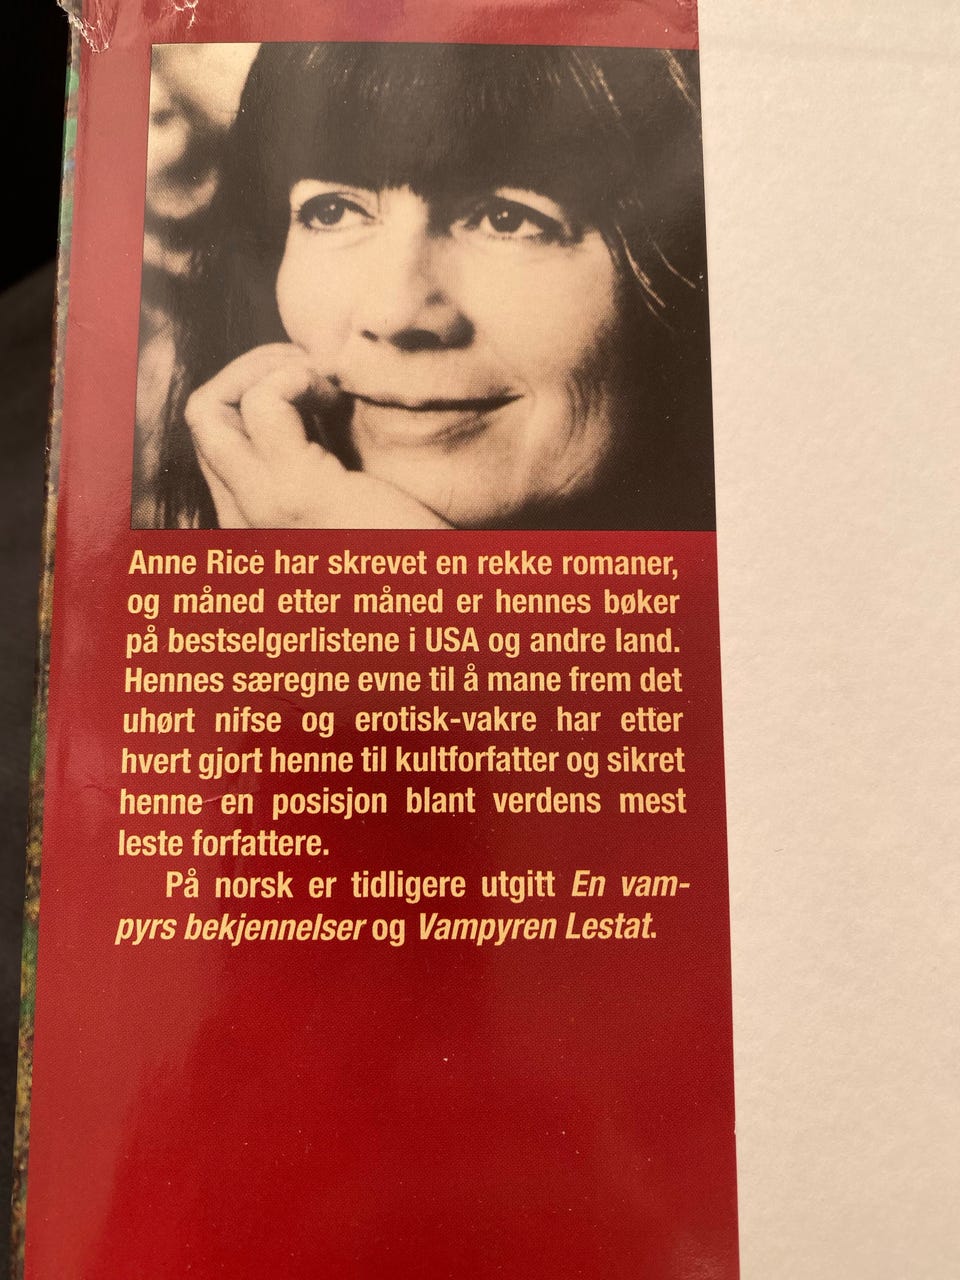 Anne Rice har skrevet en rekke romaner,
og måned etter måned er hennes bøker
på bestselgerlistene i USA og andre land.
Hennes særegne evne til å mane frem det
uhørt nifse og erotisk-vakre har etter
hvert gjort henne til kultforfatter og sikret
henne en posisjon blant verdens mest
leste forfattere.
På norsk er tidligere utgitt En vam-
pyrs bekjennelser og Vampyren Lestat.